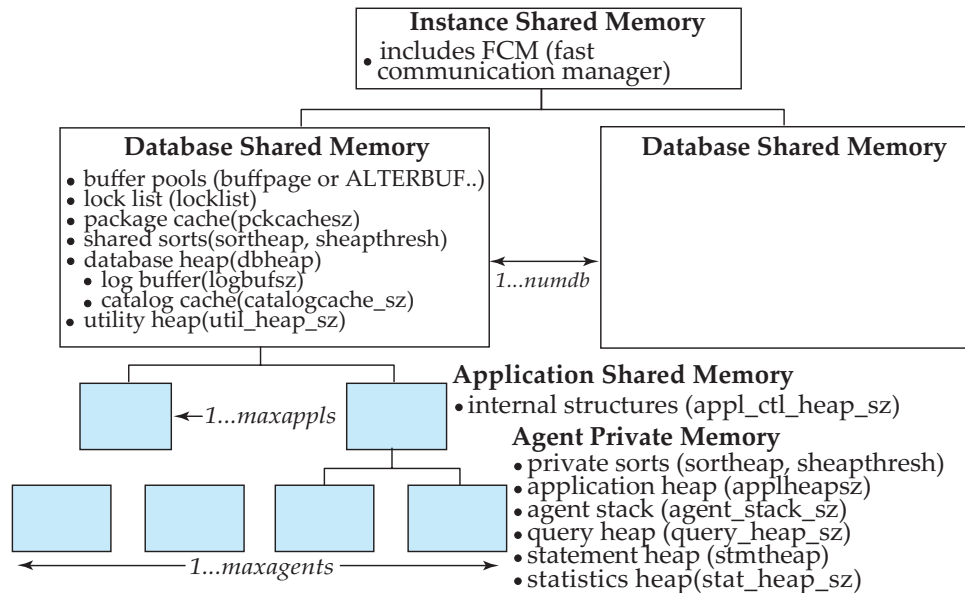 Instance Shared Memory
• includes FCM (fast
communication manager)
Database Shared Memory
• buffer pools (buffpage or ALTERBUF..)
• lock list (locklist)
• package cache(pckcachesz)
• shared sorts(sortheap, sheapthresh)
• database heap(dbheap)
• log buffer(logbufsz)
• catalog cache(catalogcache_sz)
• utility heap(util_heap_sz)
1...numdb
Database Shared Memory
1...maxappls
Application Shared Memory
• internal structures (appl_ctl_heap_sz)
Agent Private Memory
• private sorts (sortheap, sheapthresh)
• application heap (applheapsz)
• agent stack (agent_stack_sz)
• query heap (query_heap_sz)
• statement heap (stmtheap)
• statistics heap(stat_heap_sz)
1...maxagents